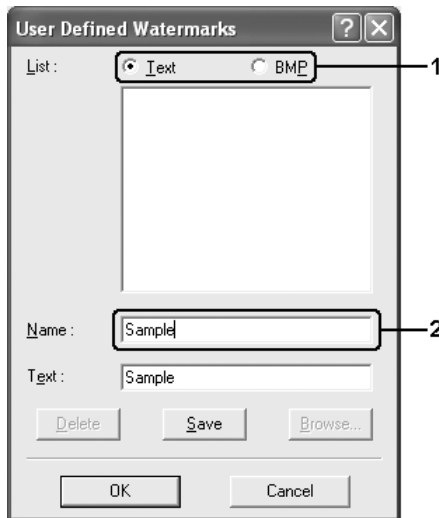 User Defined Watermarks
List : Text BMP 1
Name : Sample 2
Text : Sample
Delete Save Browse...
OK Cancel